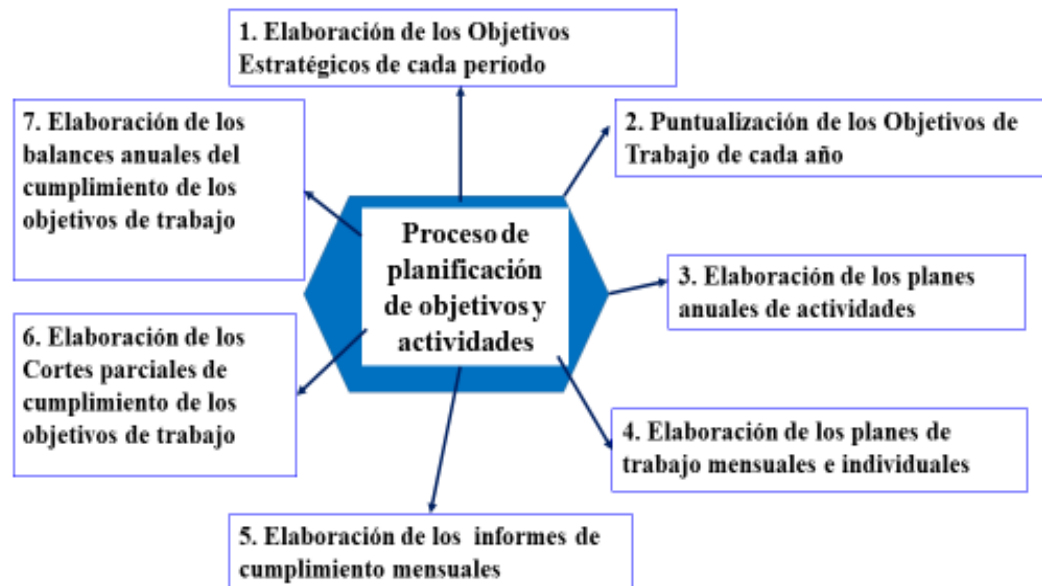 1. Elaboración de los Objetivos
Estratégicos de cada período
2. Puntualización de los Objetivos de
Trabajo de cada año
3. Elaboración de los planes
anuales de actividades
4. Elaboración de los planes de
trabajo mensuales e individuales
5. Elaboración de los informes de
cumplimiento mensuales
6. Elaboración de los
Cortes parciales de
cumplimiento de los
objetivos de trabajo
7. Elaboración de los
balances anuales del
cumplimiento de los
objetivos de trabajo
Proceso de
planificación
de objetivos y
actividades